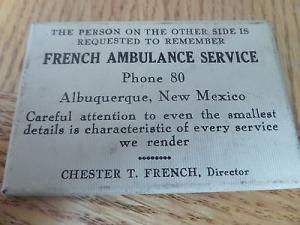 THE PERSON ON THE OTHER SIDE IS
REQUESTED TO REMEMBER
FRENCH AMBULANCE SERVICE
Phone 80
Albuquerque, New Mexico
Careful attention to even the smallest
details is characteristic of every service
we render
CHESTER T. FRENCH, Director